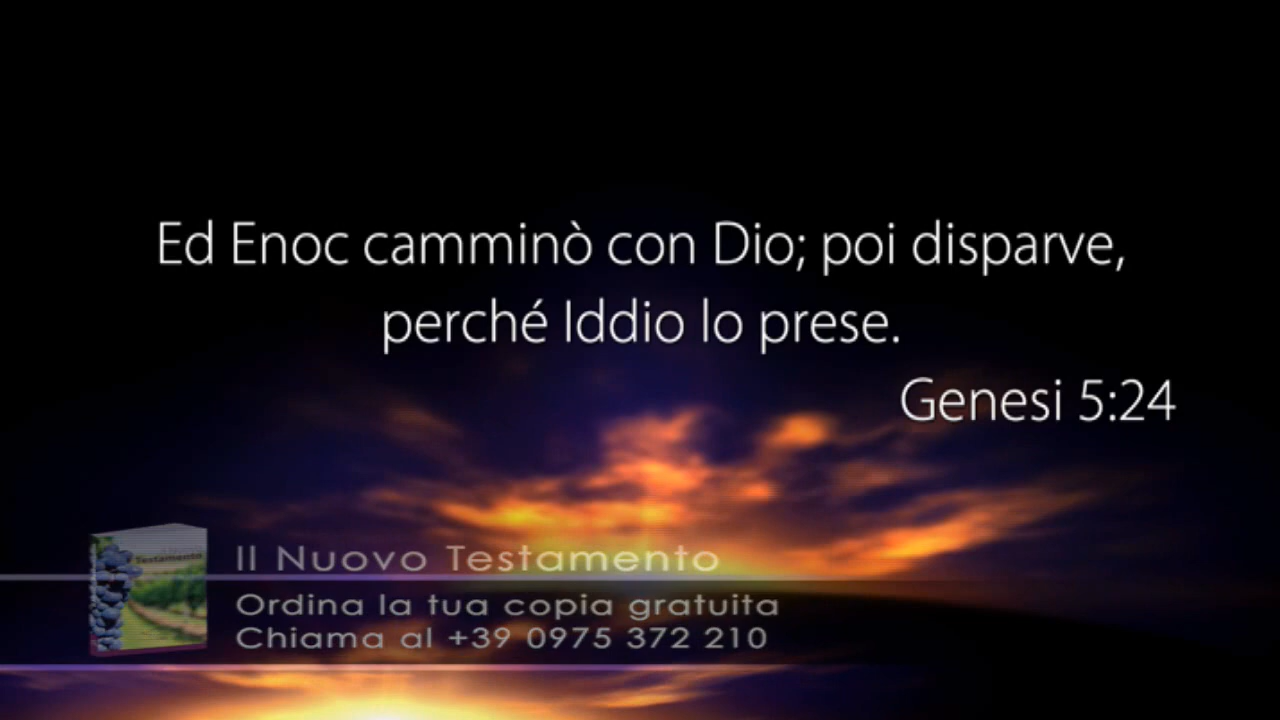 Ed Enoc camminò con Dio; poi disparve,
perché Iddio lo prese.
Genesi 5:24
Testamento
Il Nuovo Testamento
Ordina la tua copia gratuita
Chiama al +39 0975 372 210